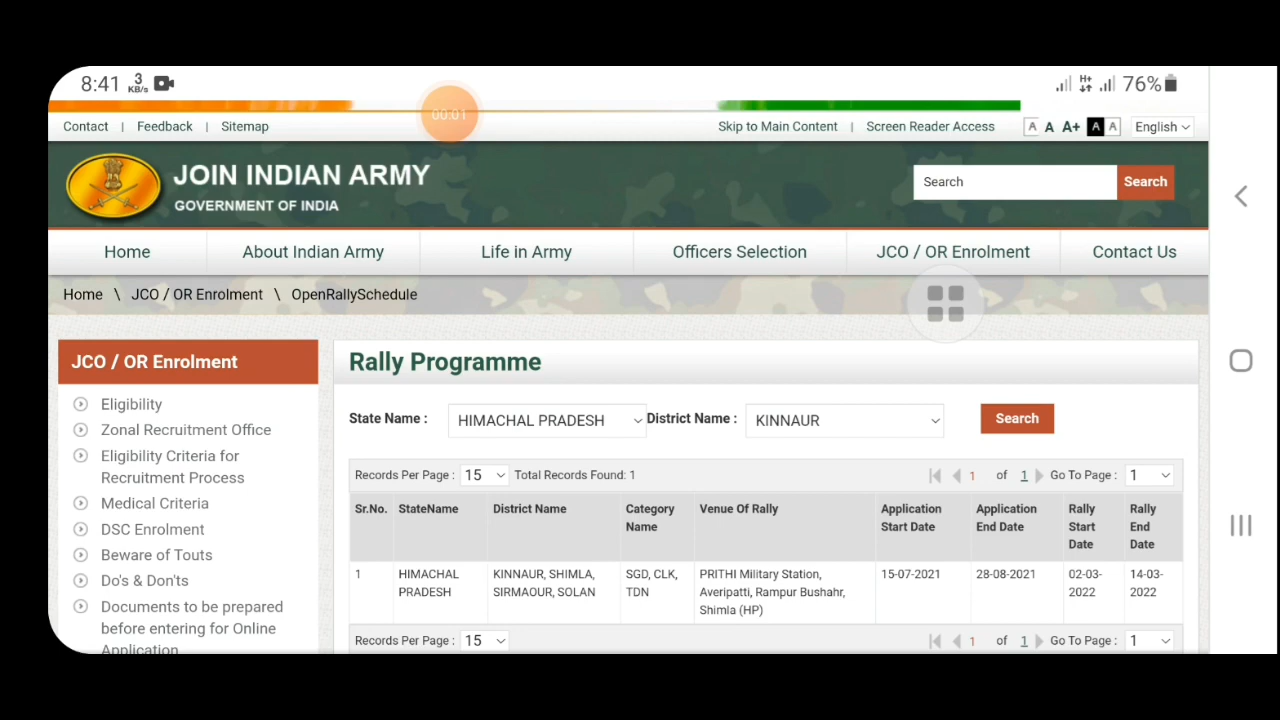 8:41 3 KB/s H+ 76%
00:01
Contact | Feedback | Sitemap Skip to Main Content | Screen Reader Access A A A+ A A English
JOIN INDIAN ARMY
GOVERNMENT OF INDIA
Search Search
Home About Indian Army Life in Army Officers Selection JCO / OR Enrolment Contact Us
Home \ JCO / OR Enrolment \ OpenRallySchedule
JCO / OR Enrolment
Eligibility
Zonal Recruitment Office
Eligibility Criteria for
Recruitment Process
Medical Criteria
DSC Enrolment
Beware of Touts
Do's & Don'ts
Documents to be prepared
before entering for Online
Application
Rally Programme
State Name : HIMACHAL PRADESH District Name : KINNAUR Search
Records Per Page : 15 Total Records Found: 1 1 of 1 Go To Page : 1
Sr.No. StateName District Name Category Venue Of Rally Application Application Rally Rally
Name Start Date End Date Start End
Date Date
1 HIMACHAL KINNAUR, SHIMLA, SGD, CLK, PRITHI Military Station, 15-07-2021 28-08-2021 02-03- 14-03-
PRADESH SIRMAOUR, SOLAN TDN Averipatti, Rampur Bushahr, 2022 2022
Shimla (HP)
Records Per Page : 15 1 of 1 Go To Page : 1